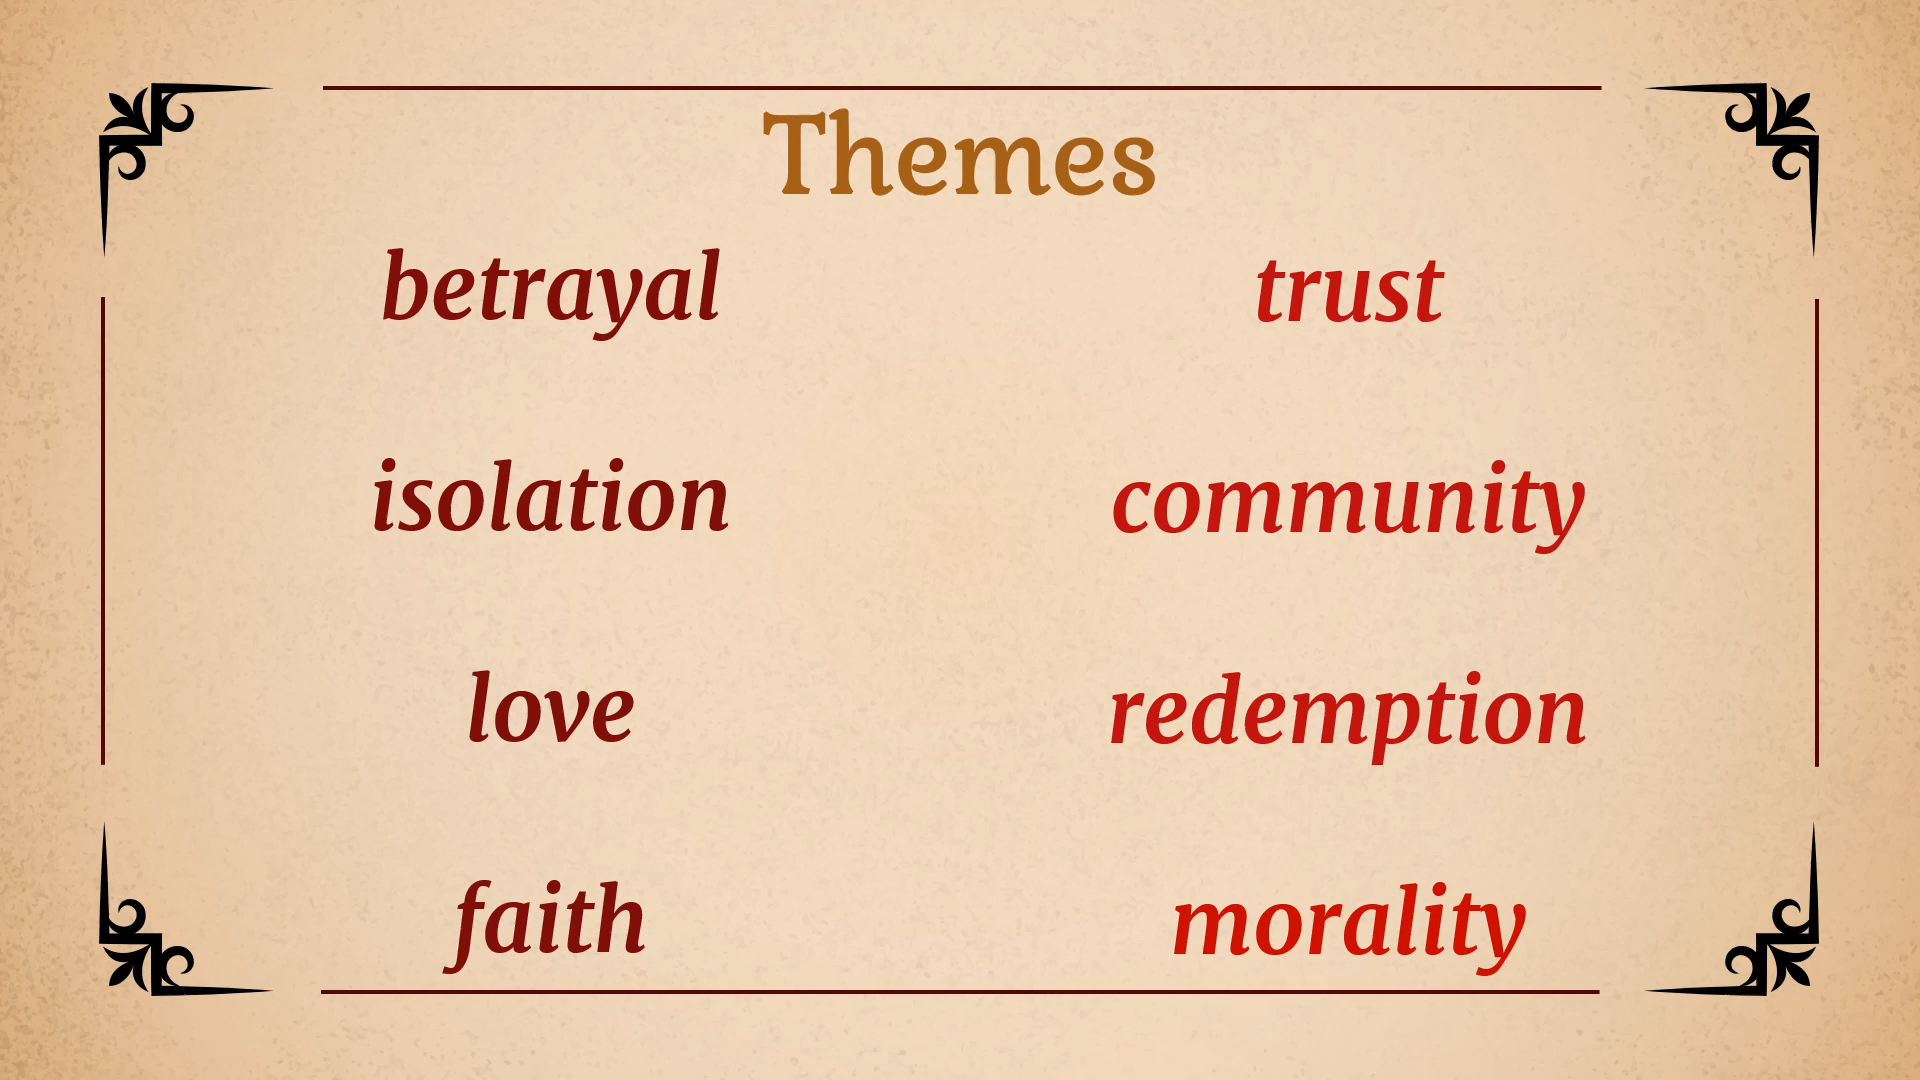 Themes
betrayal trust
isolation community
love redemption
faith morality